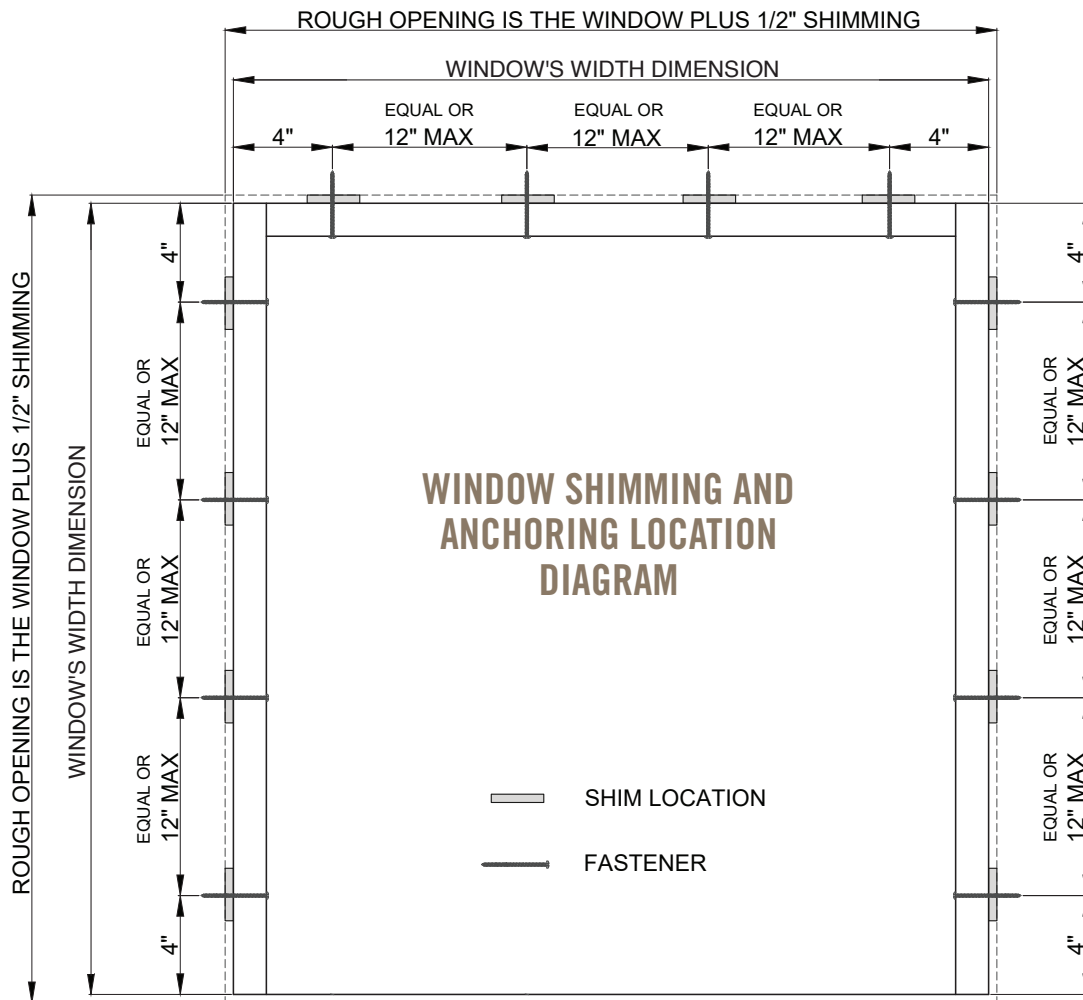 ROUGH OPENING IS THE WINDOW PLUS 1/2" SHIMMING
WINDOW'S WIDTH DIMENSION
EQUAL OR
EQUAL OR
EQUAL OR
4"
12" MAX
12" MAX
12" MAX
4"
ROUGH OPENING IS THE WINDOW PLUS 1/2" SHIMMING
WINDOW'S WIDTH DIMENSION
4"
EQUAL OR
12" MAX
EQUAL OR
12" MAX
EQUAL OR
12" MAX
4"
WINDOW SHIMMING AND
ANCHORING LOCATION
DIAGRAM
SHIM LOCATION
FASTENER
4"
EQUAL OR
12" MAX
EQUAL OR
12" MAX
EQUAL OR
12" MAX
4"